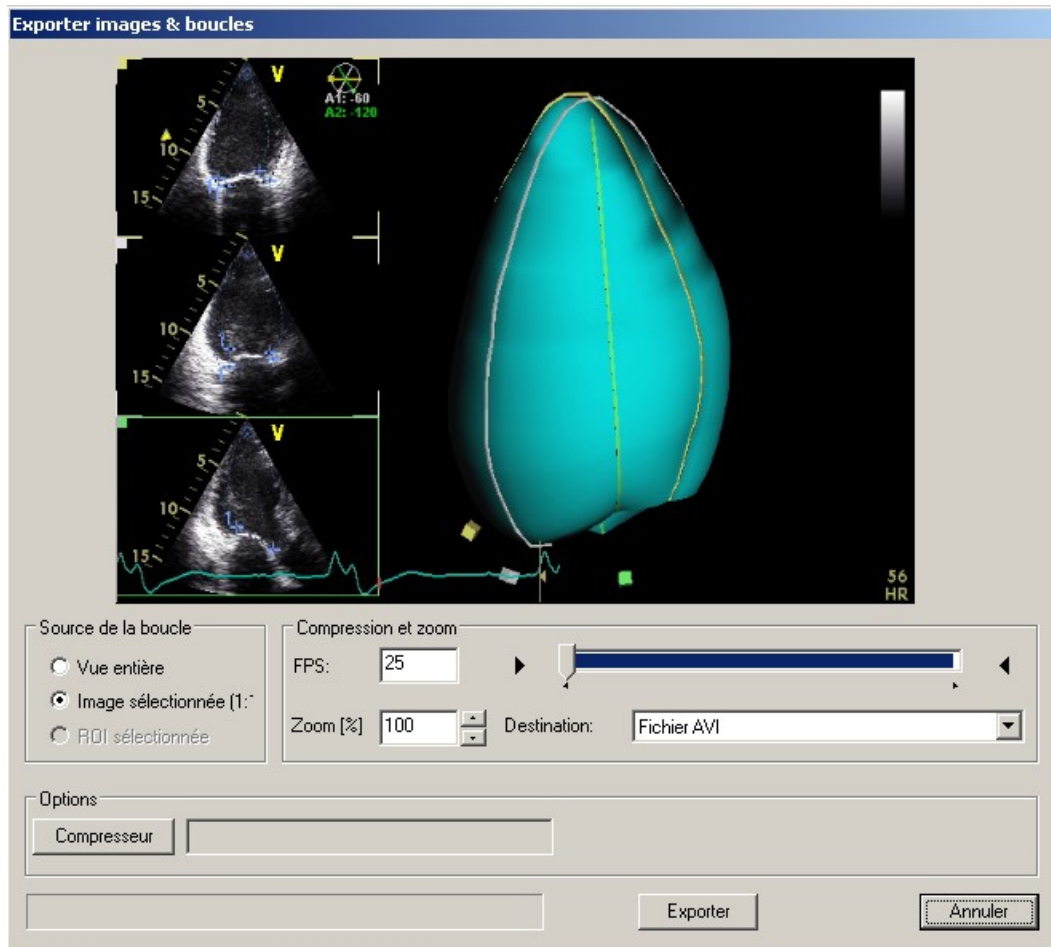 Exporter images & boucles
V
A1: -60
A2: -120
5
10
15
V
5
10
15
V
5
10
15
1
56
HR
Source de la boucle
Vue entière
Image sélectionnée (1:
ROI sélectionnée
Compression et zoom
FPS: 25
Zoom [%] 100 Destination: Fichier AVI
Options
Compresseur
Exporter Annuler